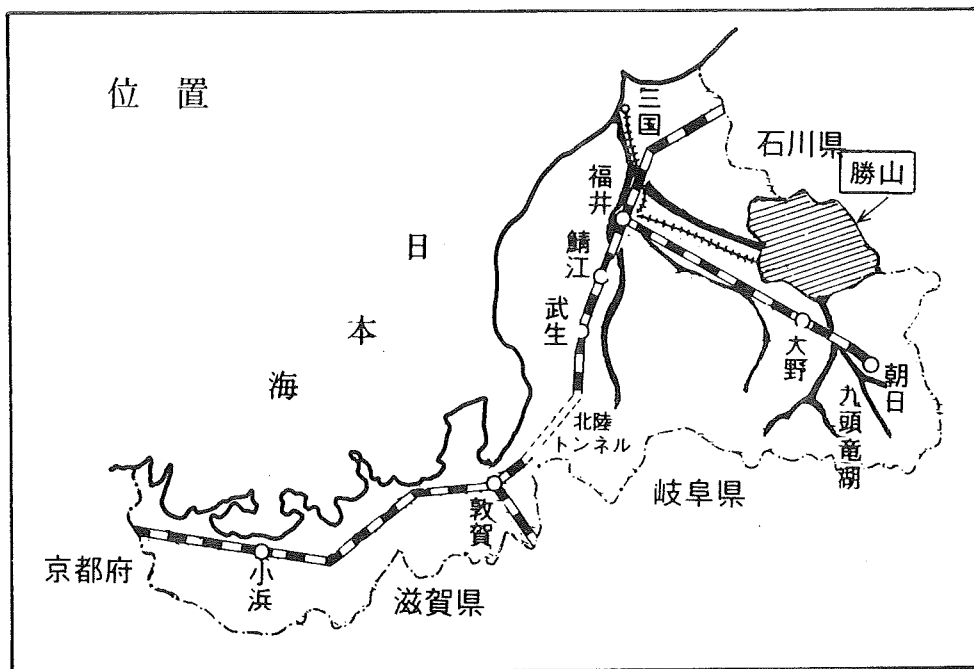 位置
三国
石川県
勝山
福井
日本海
鯖江
武生
大野
朝日
九頭竜湖
北陸
トンネル
岐阜県
敦賀
京都府
小浜
滋賀県